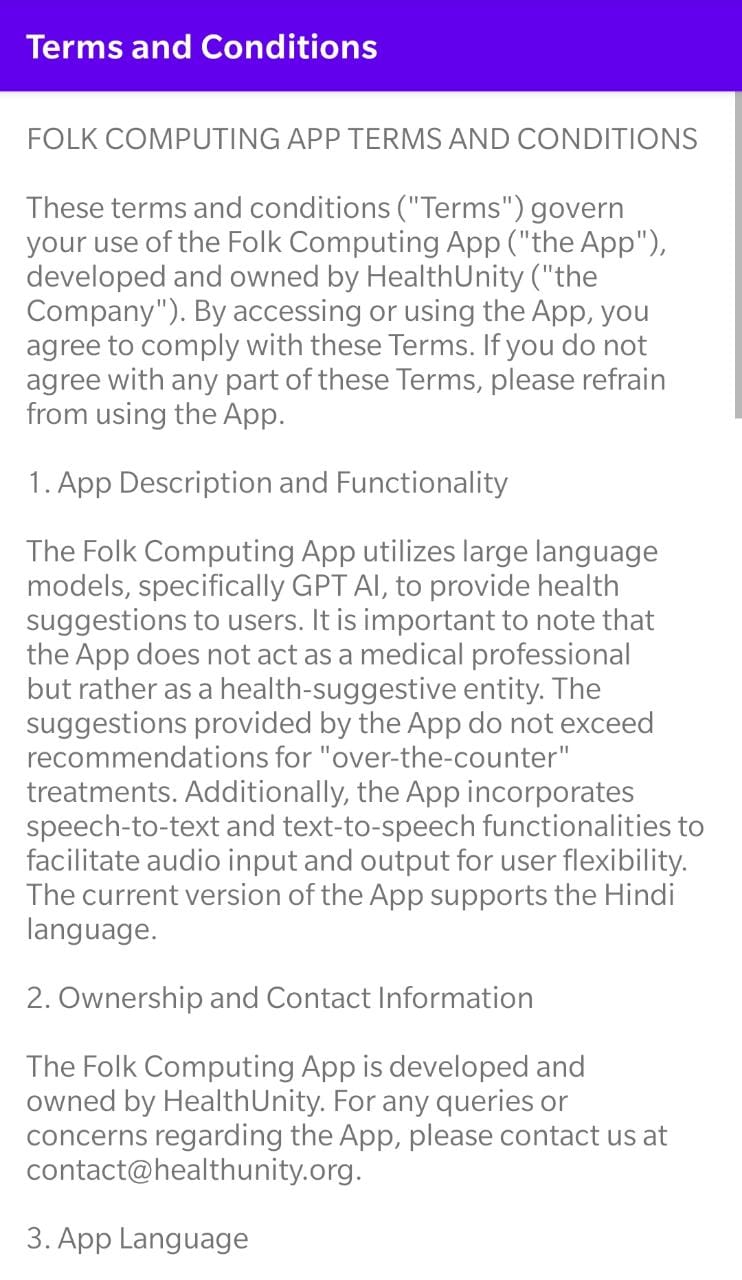 Terms and Conditions
FOLK COMPUTING APP TERMS AND CONDITIONS
These terms and conditions ("Terms") govern
your use of the Folk Computing App ("the App"),
developed and owned by HealthUnity ("the
Company"). By accessing or using the App, you
agree to comply with these Terms. If you do not
agree with any part of these Terms, please refrain
from using the App.
1. App Description and Functionality
The Folk Computing App utilizes large language
models, specifically GPT AI, to provide health
suggestions to users. It is important to note that
the App does not act as a medical professional
but rather as a health-suggestive entity. The
suggestions provided by the App do not exceed
recommendations for "over-the-counter"
treatments. Additionally, the App incorporates
speech-to-text and text-to-speech functionalities to
facilitate audio input and output for user flexibility.
The current version of the App supports the Hindi
language.
2. Ownership and Contact Information
The Folk Computing App is developed and
owned by HealthUnity. For any queries or
concerns regarding the App, please contact us at
contact@healthunity.org.
3. App Language